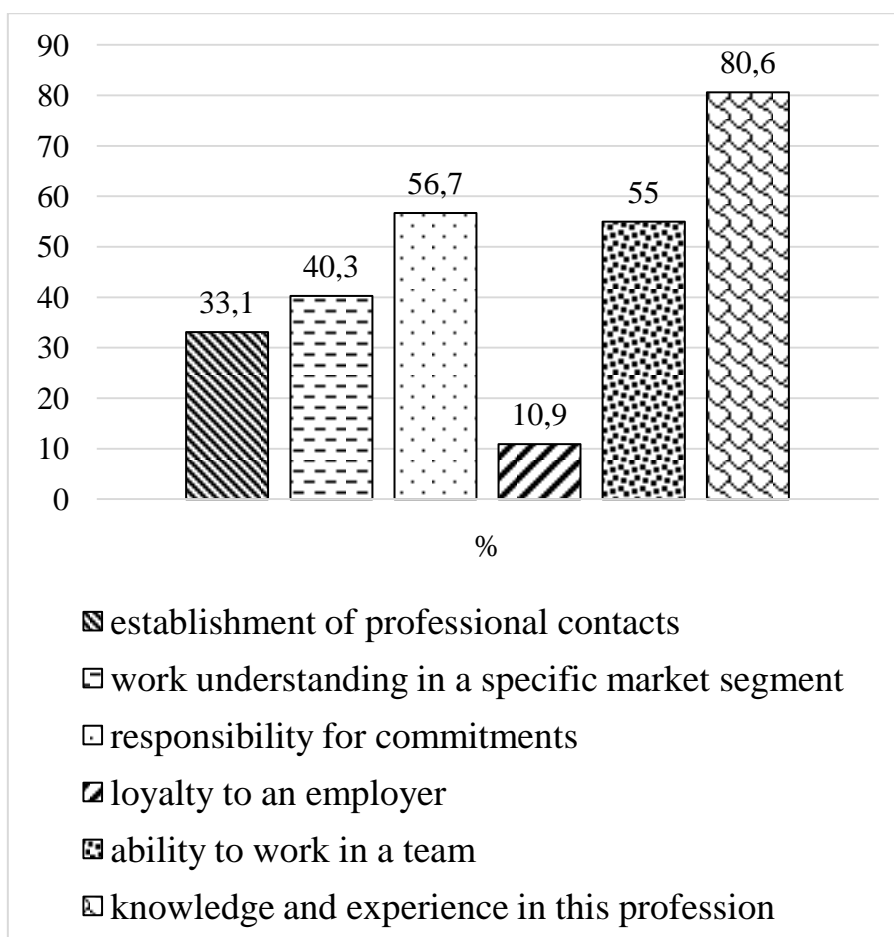 90
80
70
60
50
40
30
20
10
0
33,1
40,3
56,7
10,9
55
80,6
%
establishment of professional contacts
work understanding in a specific market segment
responsibility for commitments
loyalty to an employer
ability to work in a team
knowledge and experience in this profession